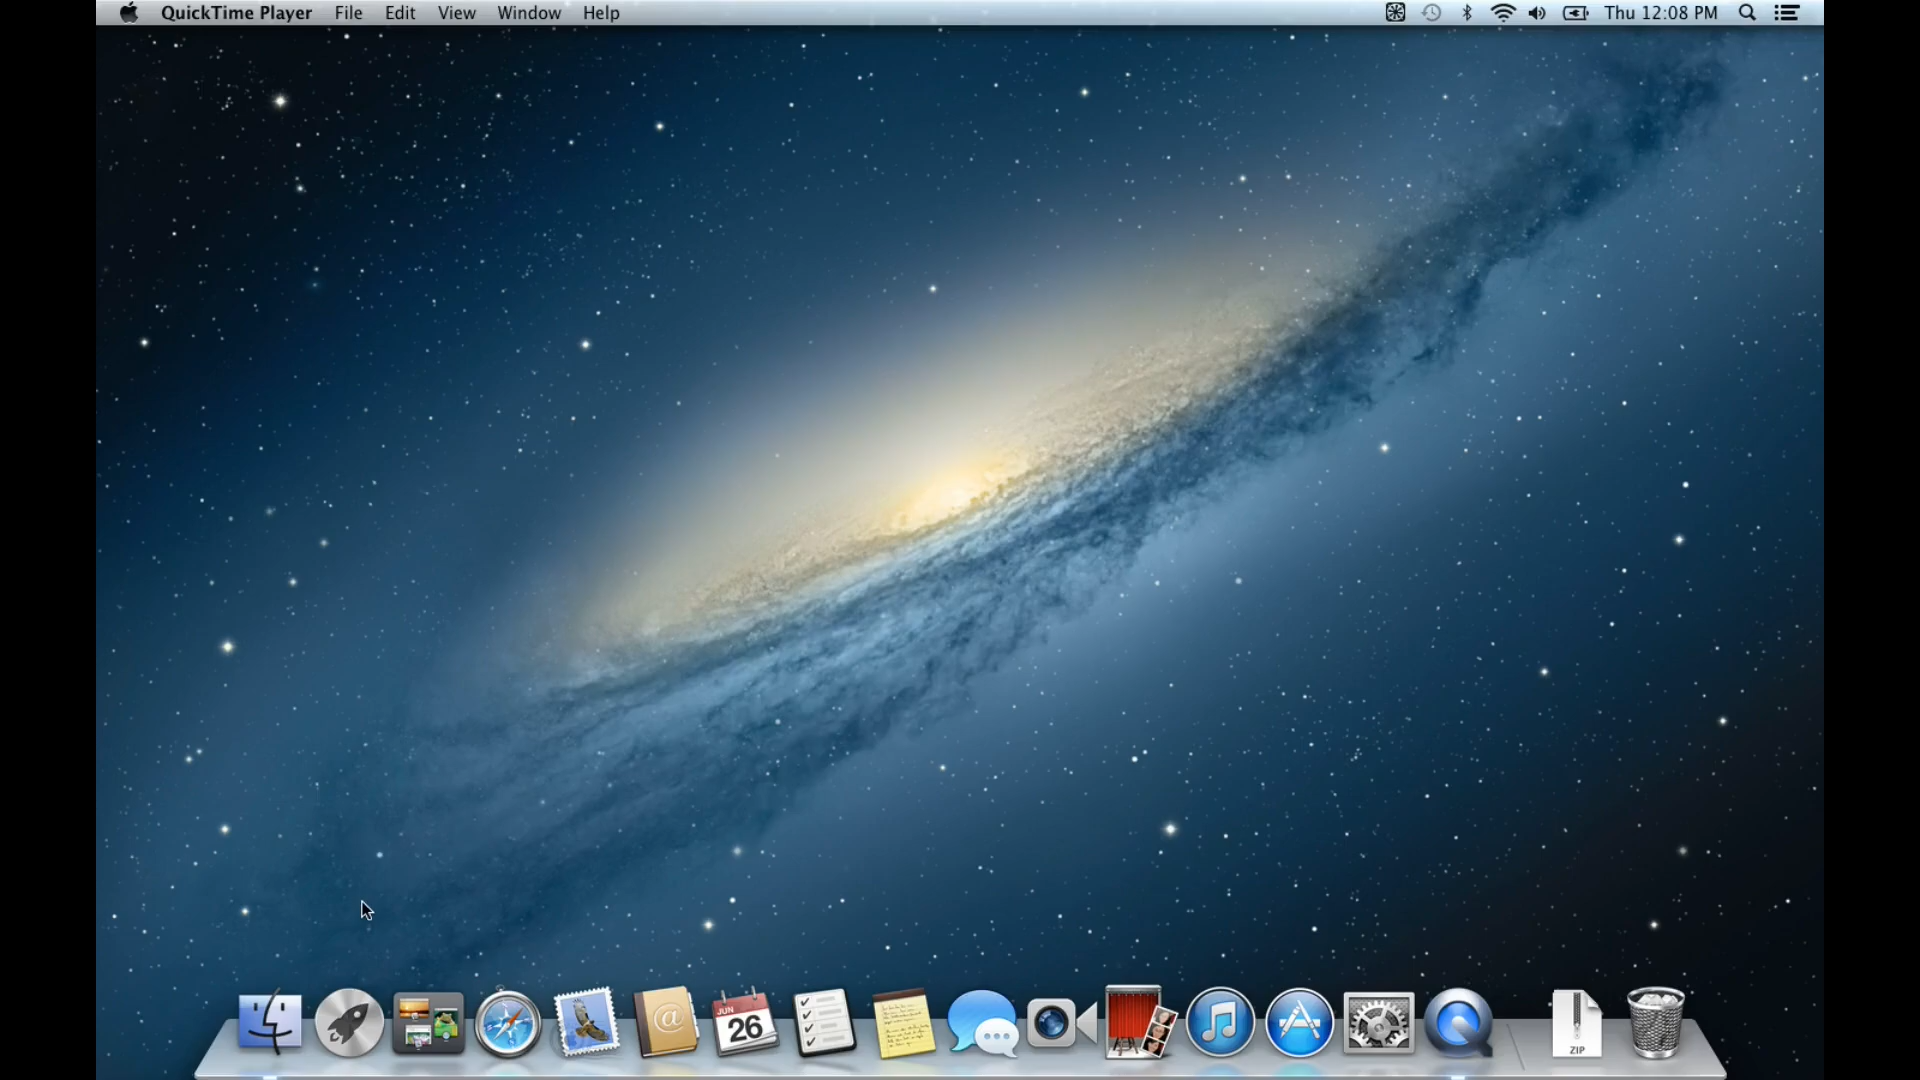 QuickTime Player File Edit View Window Help Thu 12:08 PM
JUN
26
@
ZIP